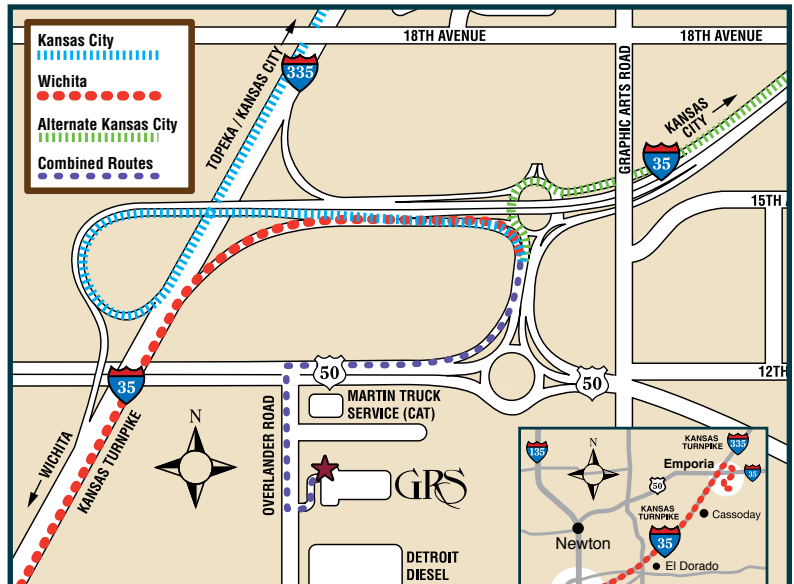 Kansas City
Wichita
Alternate Kansas City
Combined Routes
18TH AVENUE
18TH AVENUE
TOPEKA / KANSAS CITY
335
GRAPHIC ARTS ROAD
KANSAS
CITY
35
15TH
50
50
12TH
35
MARTIN TRUCK
SERVICE (CAT)
N
WICHITA
KANSAS TURNPIKE
OVERLANDER ROAD
GRS
DETROIT
DIESEL
135
N
KANSAS
TURNPIKE
335
Emporia
35
50
KANSAS
TURNPIKE
Cassoday
35
Newton
El Dorado